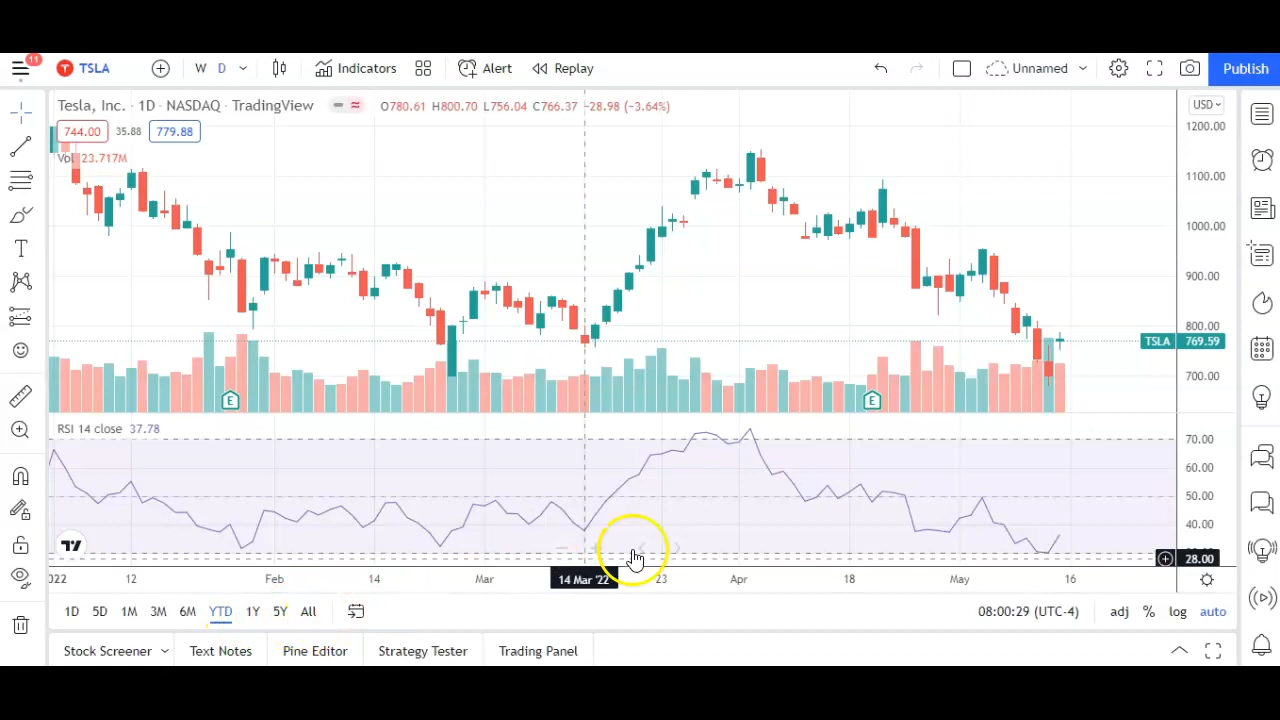 11
TSLA W D Indicators Alert Replay Unnamed Publish
Tesla, Inc. · 1D · NASDAQ · TradingView O780.61 H800.70 L756.04 C766.37 −28.98 (−3.64%) USD
744.00 35.88 779.88
Vol 23.717M
1200.00
1100.00
1000.00
900.00
800.00
TSLA 769.59
700.00
E E
RSI 14 close 37.78
70.00
60.00
50.00
40.00
28.00
022 12 Feb 14 Mar 14 Mar '22 23 Apr 18 May 16
1D 5D 1M 3M 6M YTD 1Y 5Y All 08:00:29 (UTC-4) adj % log auto
Stock Screener Text Notes Pine Editor Strategy Tester Trading Panel